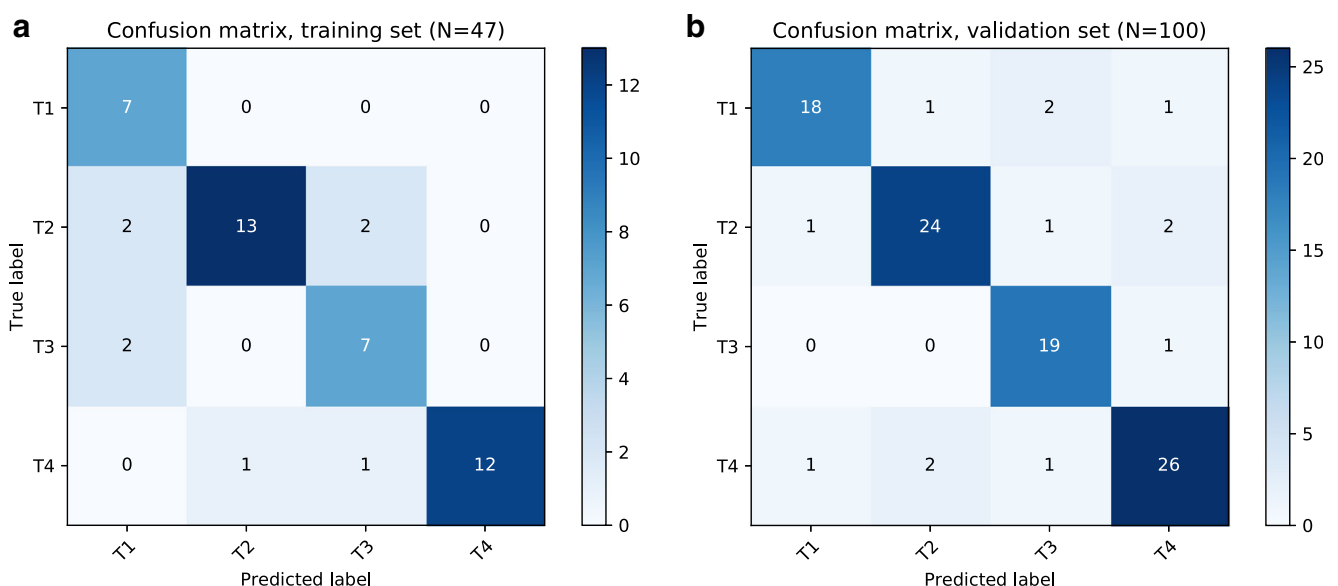 a
Confusion matrix, training set (N=47)
True label
T1 7 0 0 0
T2 2 13 2 0
T3 2 0 7 0
T4 0 1 1 12
T1 T2 T3 T4
Predicted label
12
10
8
6
4
2
0
b
Confusion matrix, validation set (N=100)
True label
T1 18 1 2 1
T2 1 24 1 2
T3 0 0 19 1
T4 1 2 1 26
T1 T2 T3 T4
Predicted label
25
20
15
10
5
0